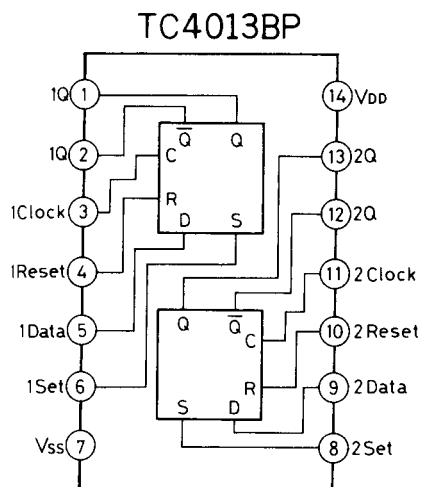 TC4013BP
1Q 1
14 VDD
Q̅ Q
1Q 2
13 2Q
C
1Clock 3
12 2Q
R
D S
1Reset 4
11 2Clock
Q Q̅
C
1Data 5
10 2Reset
R
1Set 6
9 2Data
S D
Vss 7
8 2Set